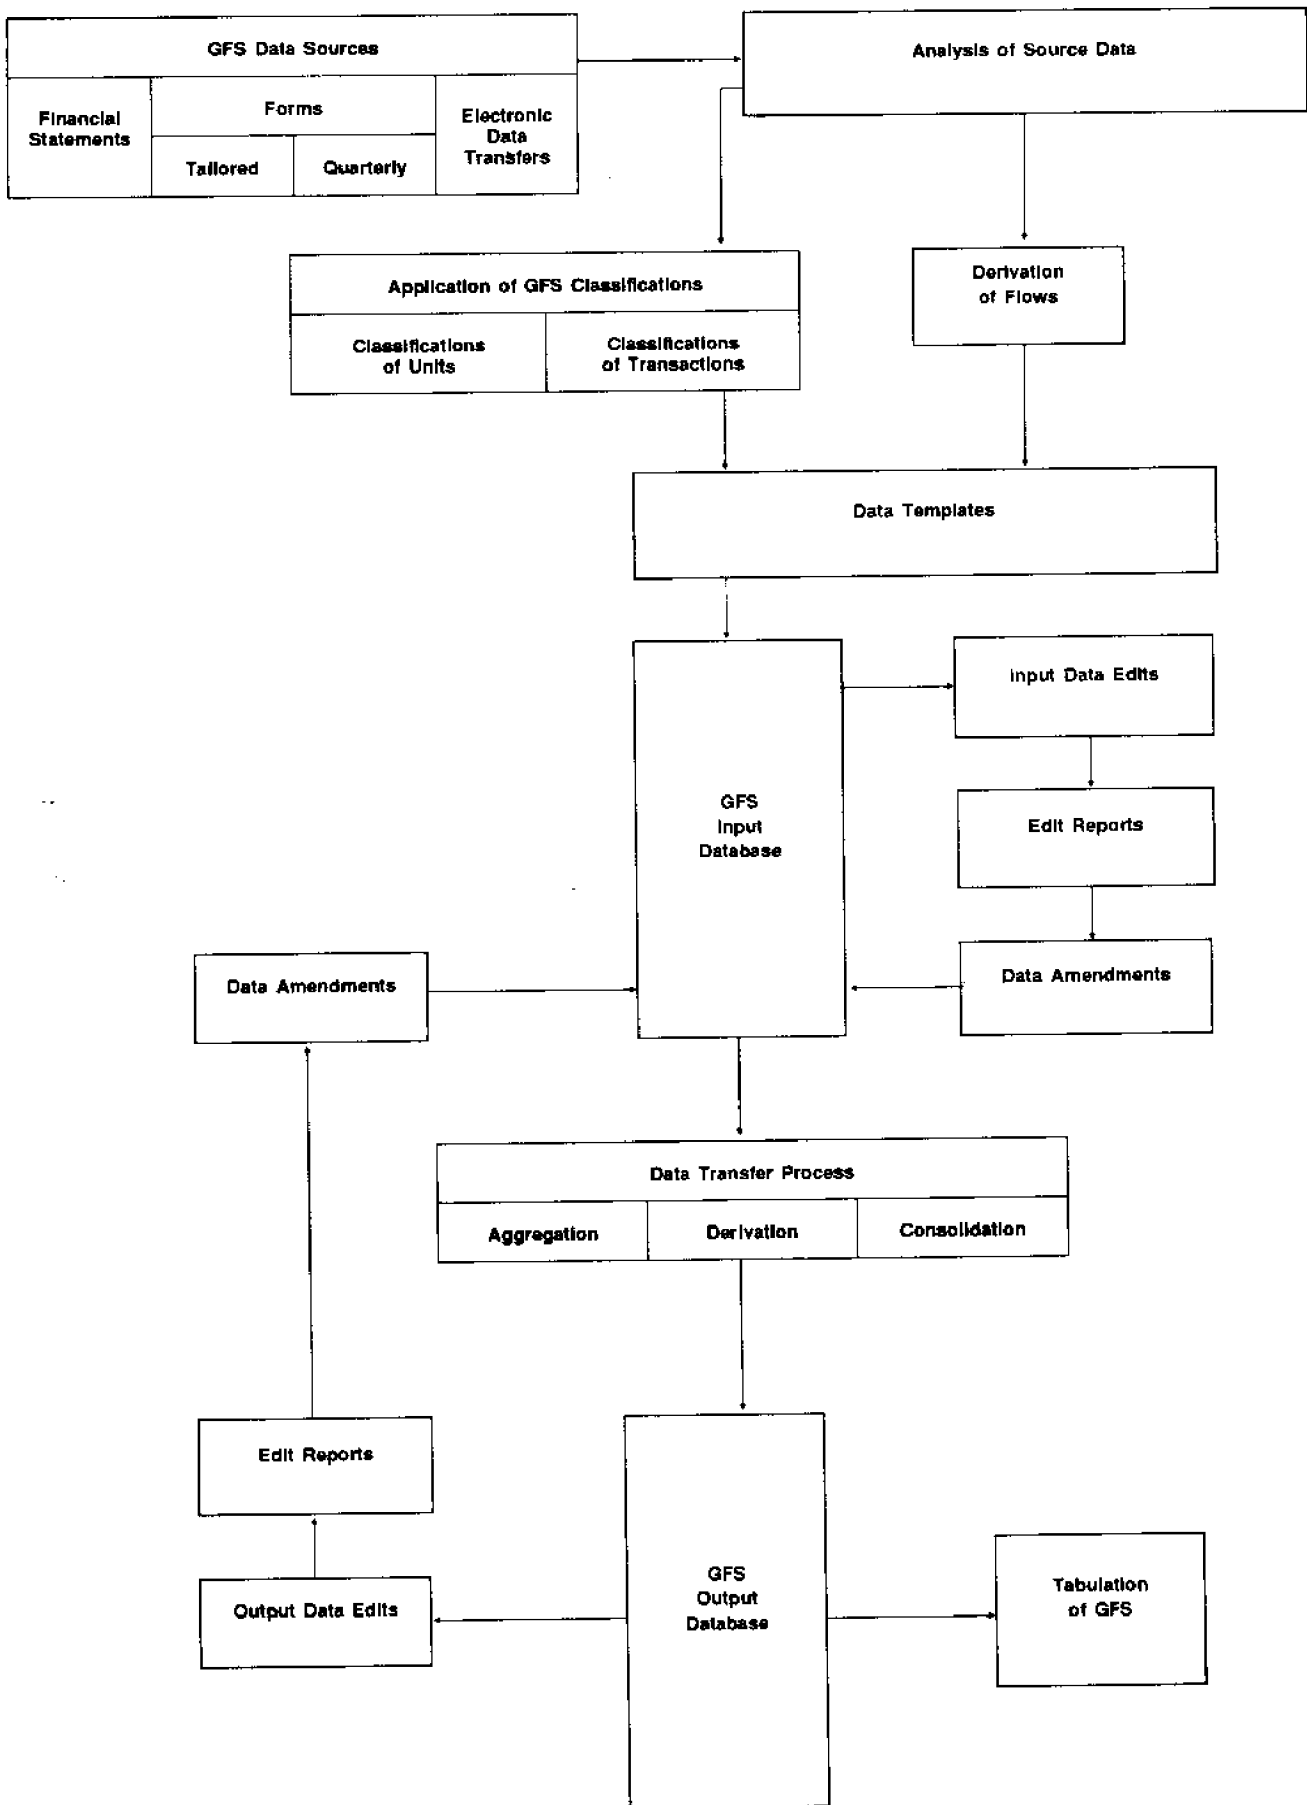 GFS Data Sources
Analysis of Source Data
Financial
Statements
Forms
Tailored
Quarterly
Electronic
Data
Transfers
Application of GFS Classifications
Classifications
of Units
Classifications
of Transactions
Derivation
of Flows
Data Templates
GFS
Input
Database
Input Data Edits
Edit Reports
Data Amendments
Data Amendments
Data Transfer Process
Aggregation
Derivation
Consolidation
Edit Reports
Output Data Edits
GFS
Output
Database
Tabulation
of GFS